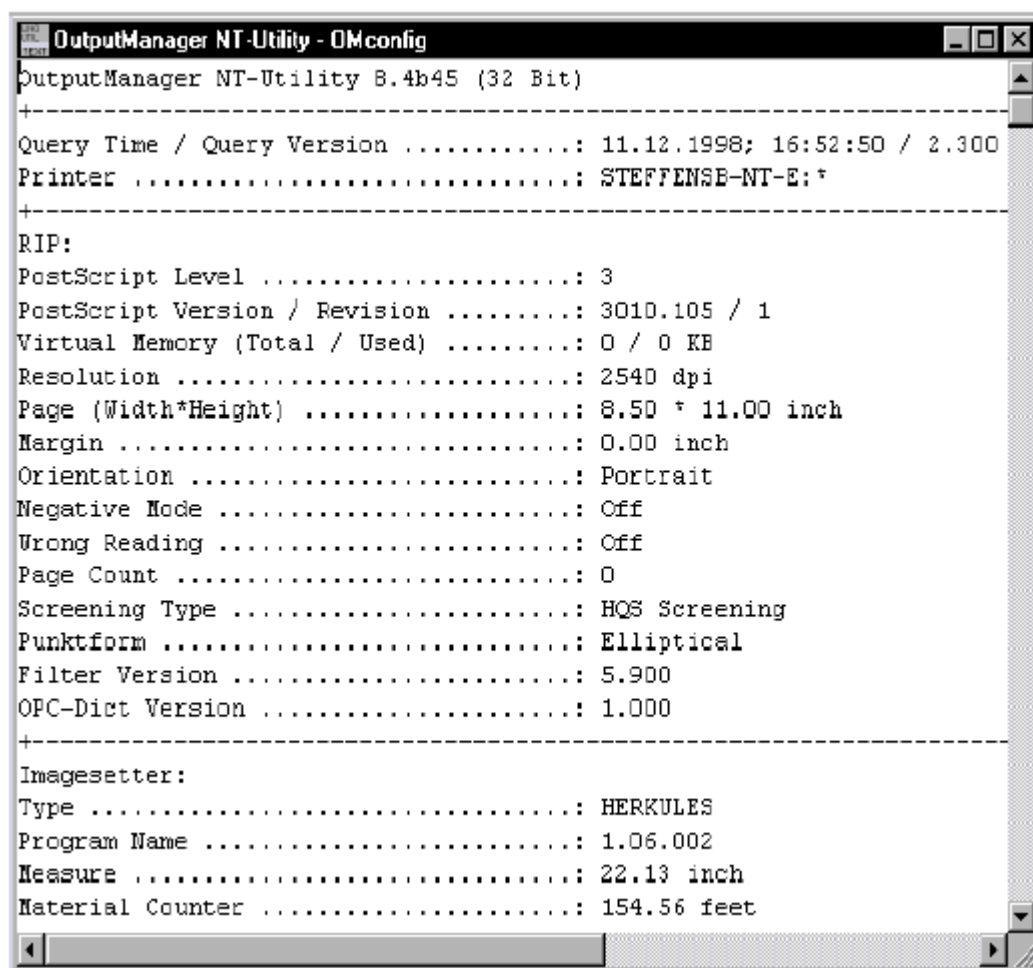 OutputManager NT-Utility - OMconfig
OutputManager NT-Utility 8.4b45 (32 Bit)
+---------------------------------------------------------------------
Query Time / Query Version ............: 11.12.1998; 16:52:50 / 2.300
Printer ...............................: STEFFENSB-NT-E:*
+---------------------------------------------------------------------
RIP:
PostScript Level ......................: 3
PostScript Version / Revision .........: 3010.105 / 1
Virtual Memory (Total / Used) .........: 0 / 0 KB
Resolution ............................: 2540 dpi
Page (Width*Height) ...................: 8.50 * 11.00 inch
Margin ................................: 0.00 inch
Orientation ...........................: Portrait
Negative Mode .........................: Off
Wrong Reading .........................: Off
Page Count ............................: 0
Screening Type ........................: HQS Screening
Punktform .............................: Elliptical
Filter Version ........................: 5.900
OPC-Dict Version ......................: 1.000
+---------------------------------------------------------------------
Imagesetter:
Type ..................................: HERKULES
Program Name ..........................: 1.06.002
Measure ...............................: 22.13 inch
Material Counter ......................: 154.56 feet